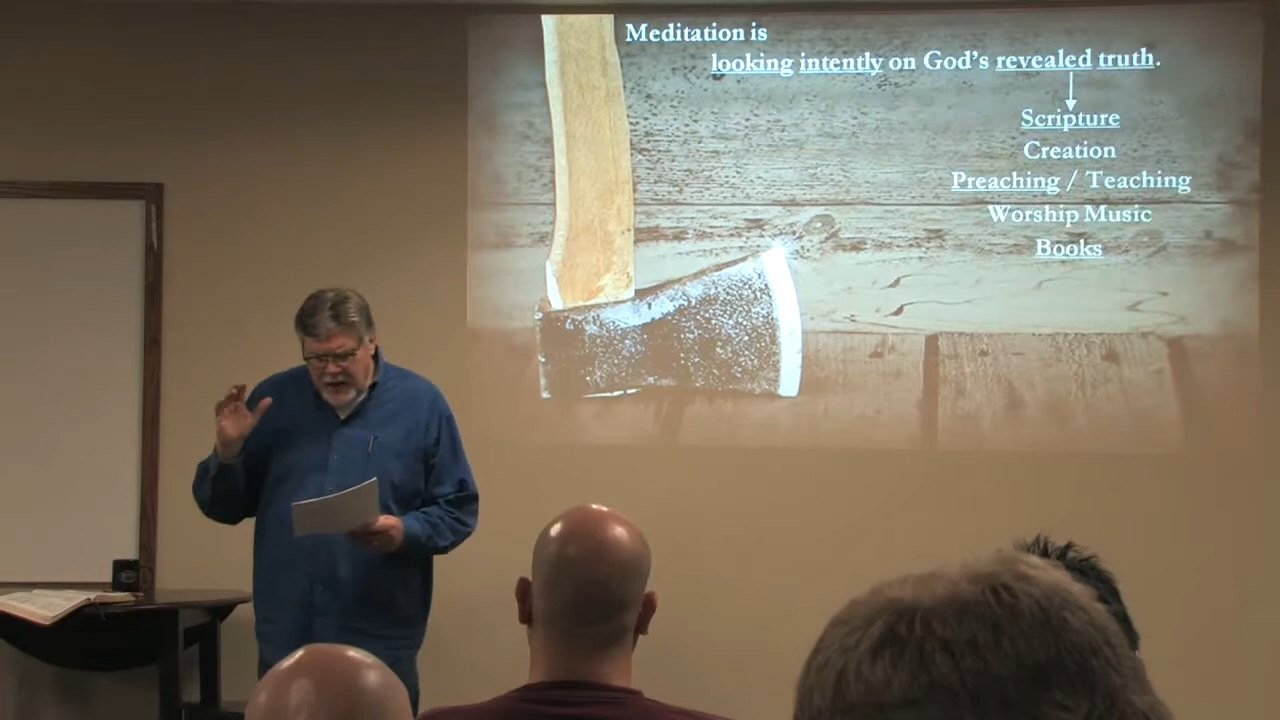 Meditation is
looking intently on God's revealed truth.
Scripture
Creation
Preaching / Teaching
Worship Music
Books